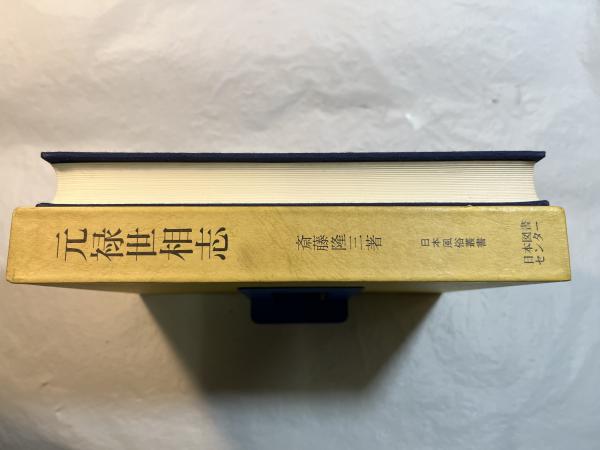 元禄世相志
斎藤隆三著
日本風俗叢書
日本図書
センター